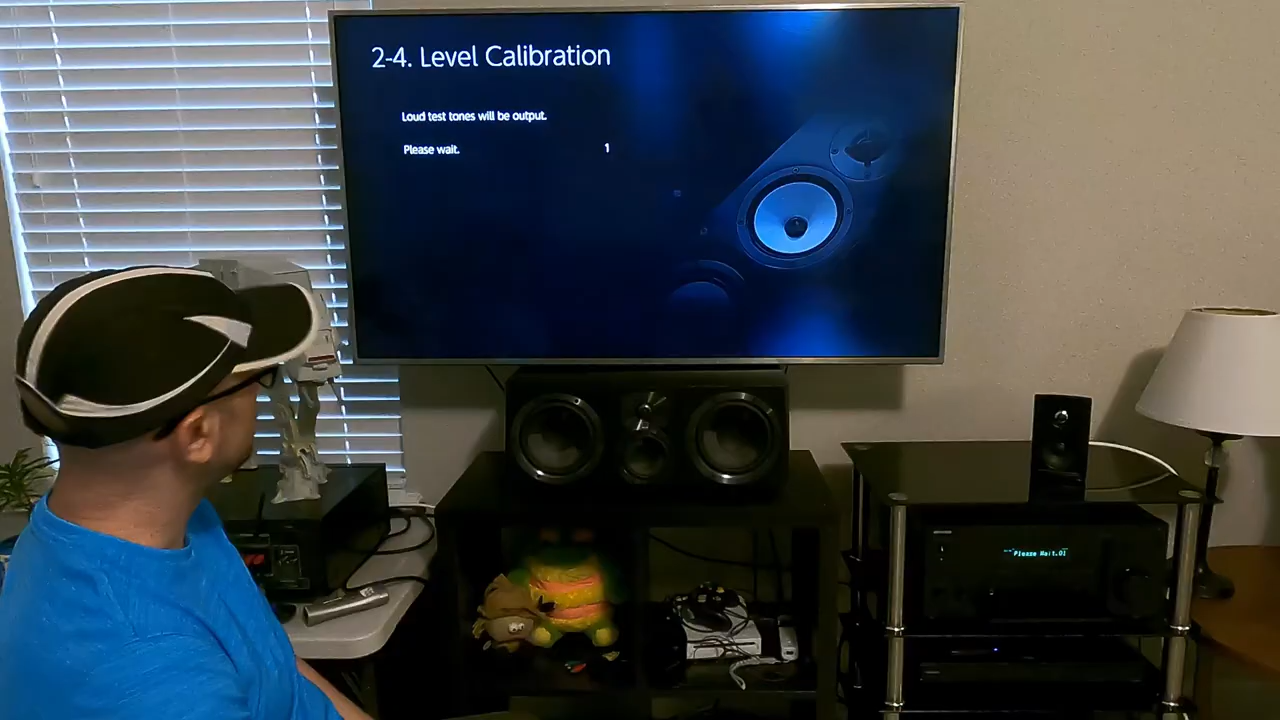 2-4. Level Calibration
Loud test tones will be output.
Please wait. 1
Please Wait.01